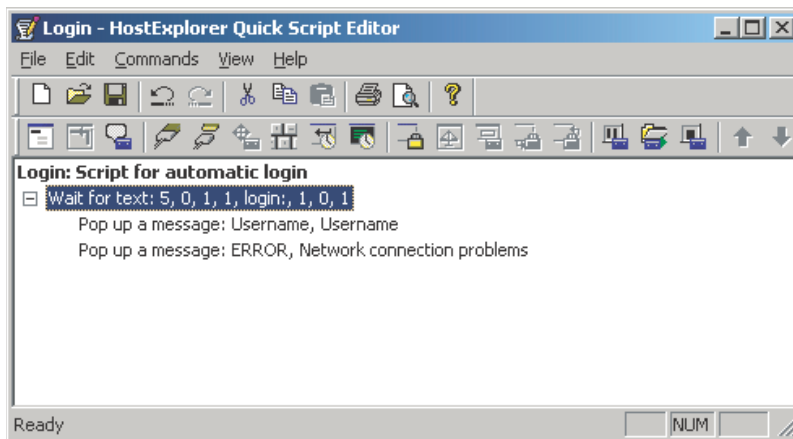 Login - HostExplorer Quick Script Editor
File Edit Commands View Help
Login: Script for automatic login
Wait for text: 5, 0, 1, 1, login:, 1, 0, 1
Pop up a message: Username, Username
Pop up a message: ERROR, Network connection problems
Ready NUM